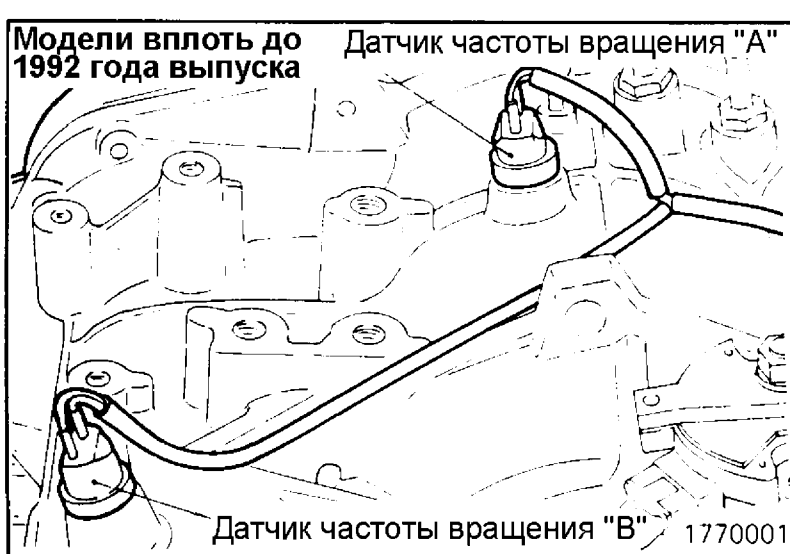 Модели вплоть до
1992 года выпуска
Датчик частоты вращения "А"
Датчик частоты вращения "В"
1770001